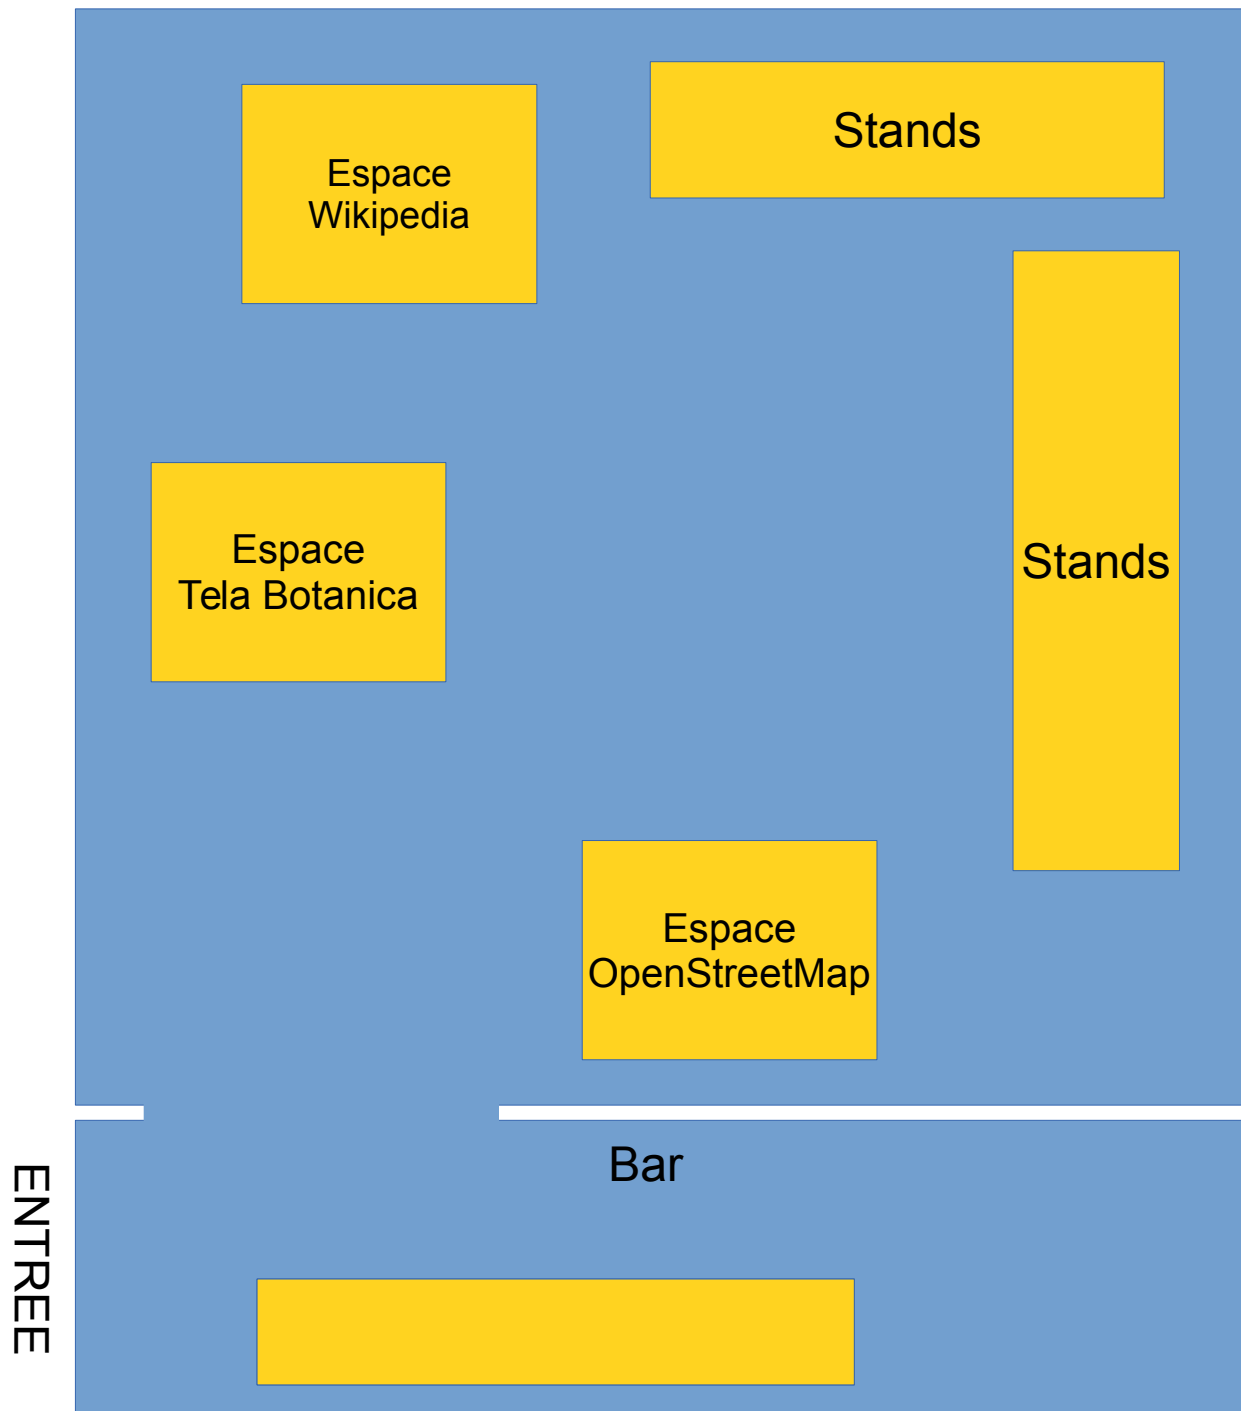 Stands
Espace
Wikipedia
Espace
Tela Botanica
Stands
Espace
OpenStreetMap
Bar
ENTREE